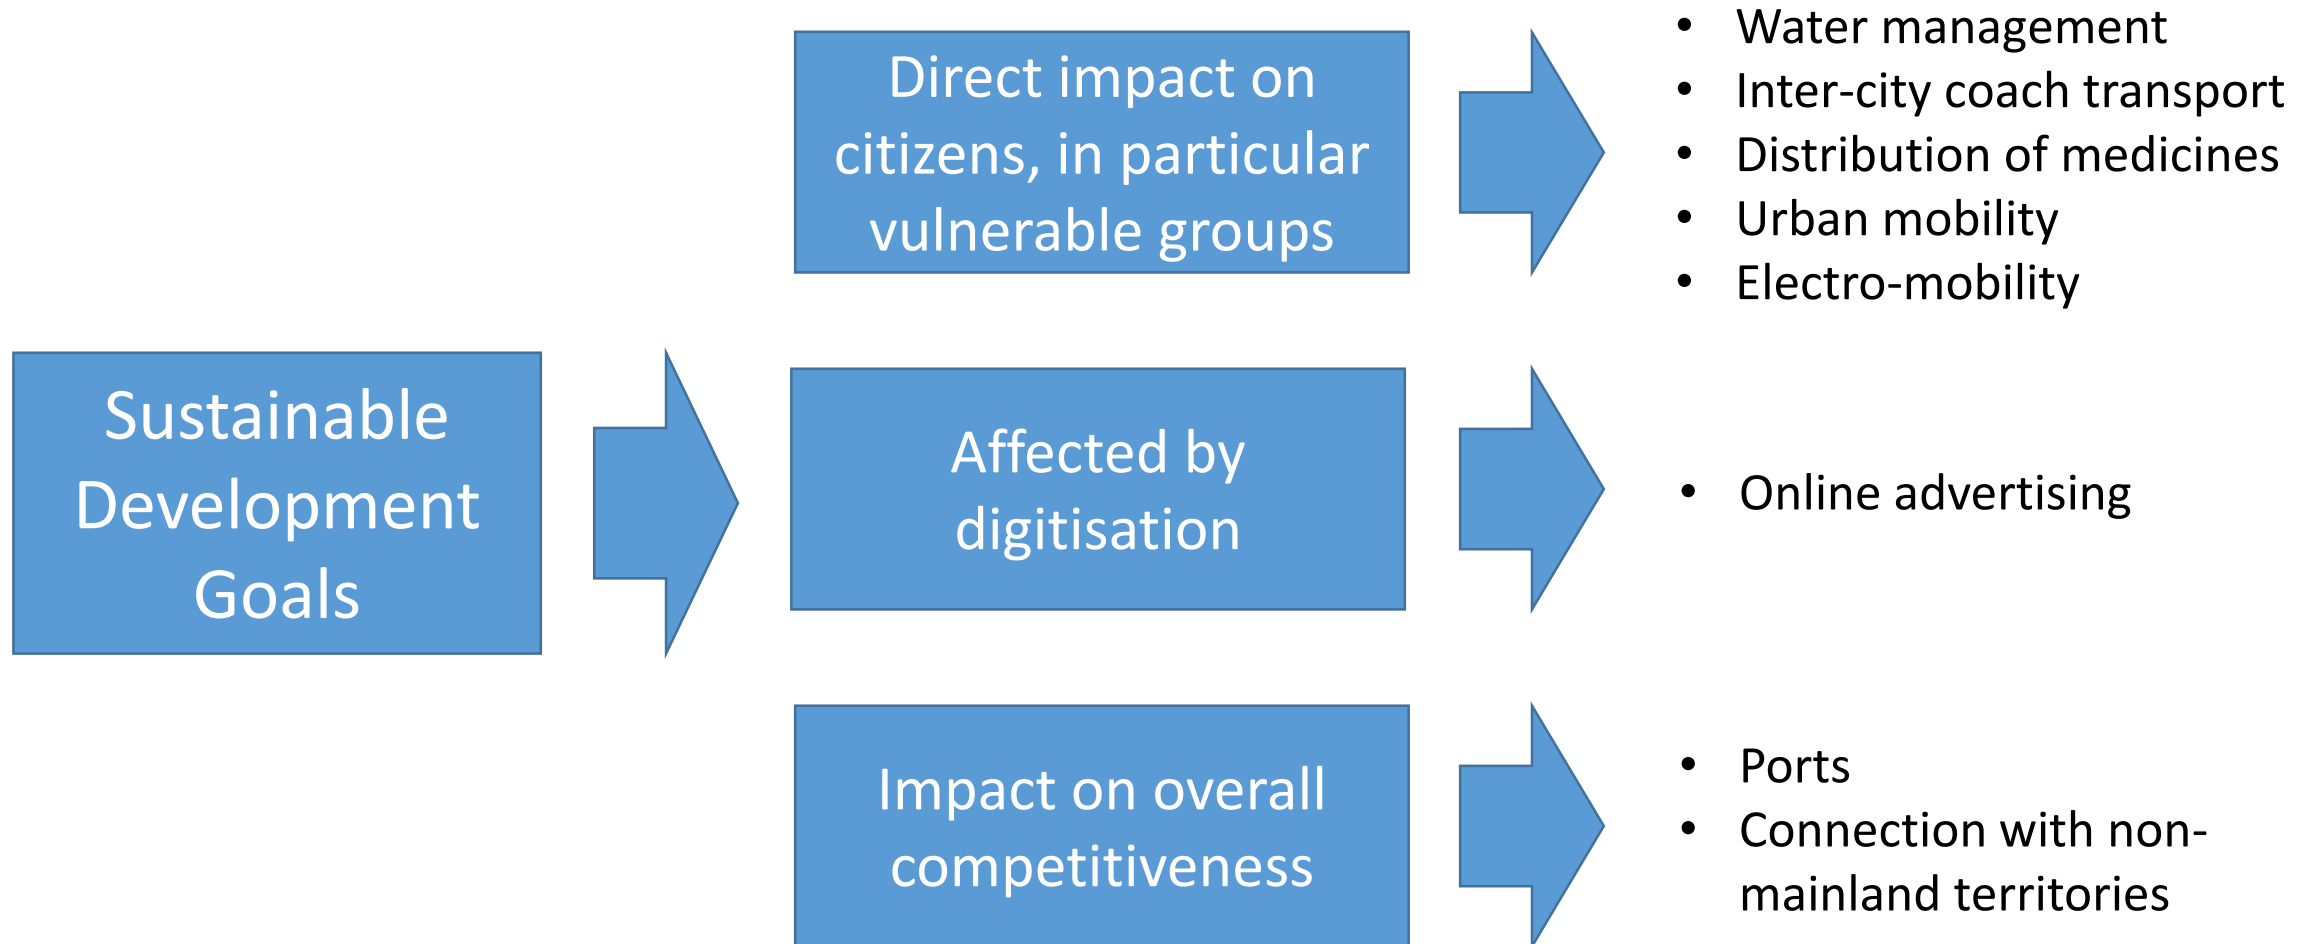 Sustainable
Development
Goals
Direct impact on
citizens, in particular
vulnerable groups
• Water management
• Inter-city coach transport
• Distribution of medicines
• Urban mobility
• Electro-mobility
Affected by
digitisation
• Online advertising
Impact on overall
competitiveness
• Ports
• Connection with non-
mainland territories